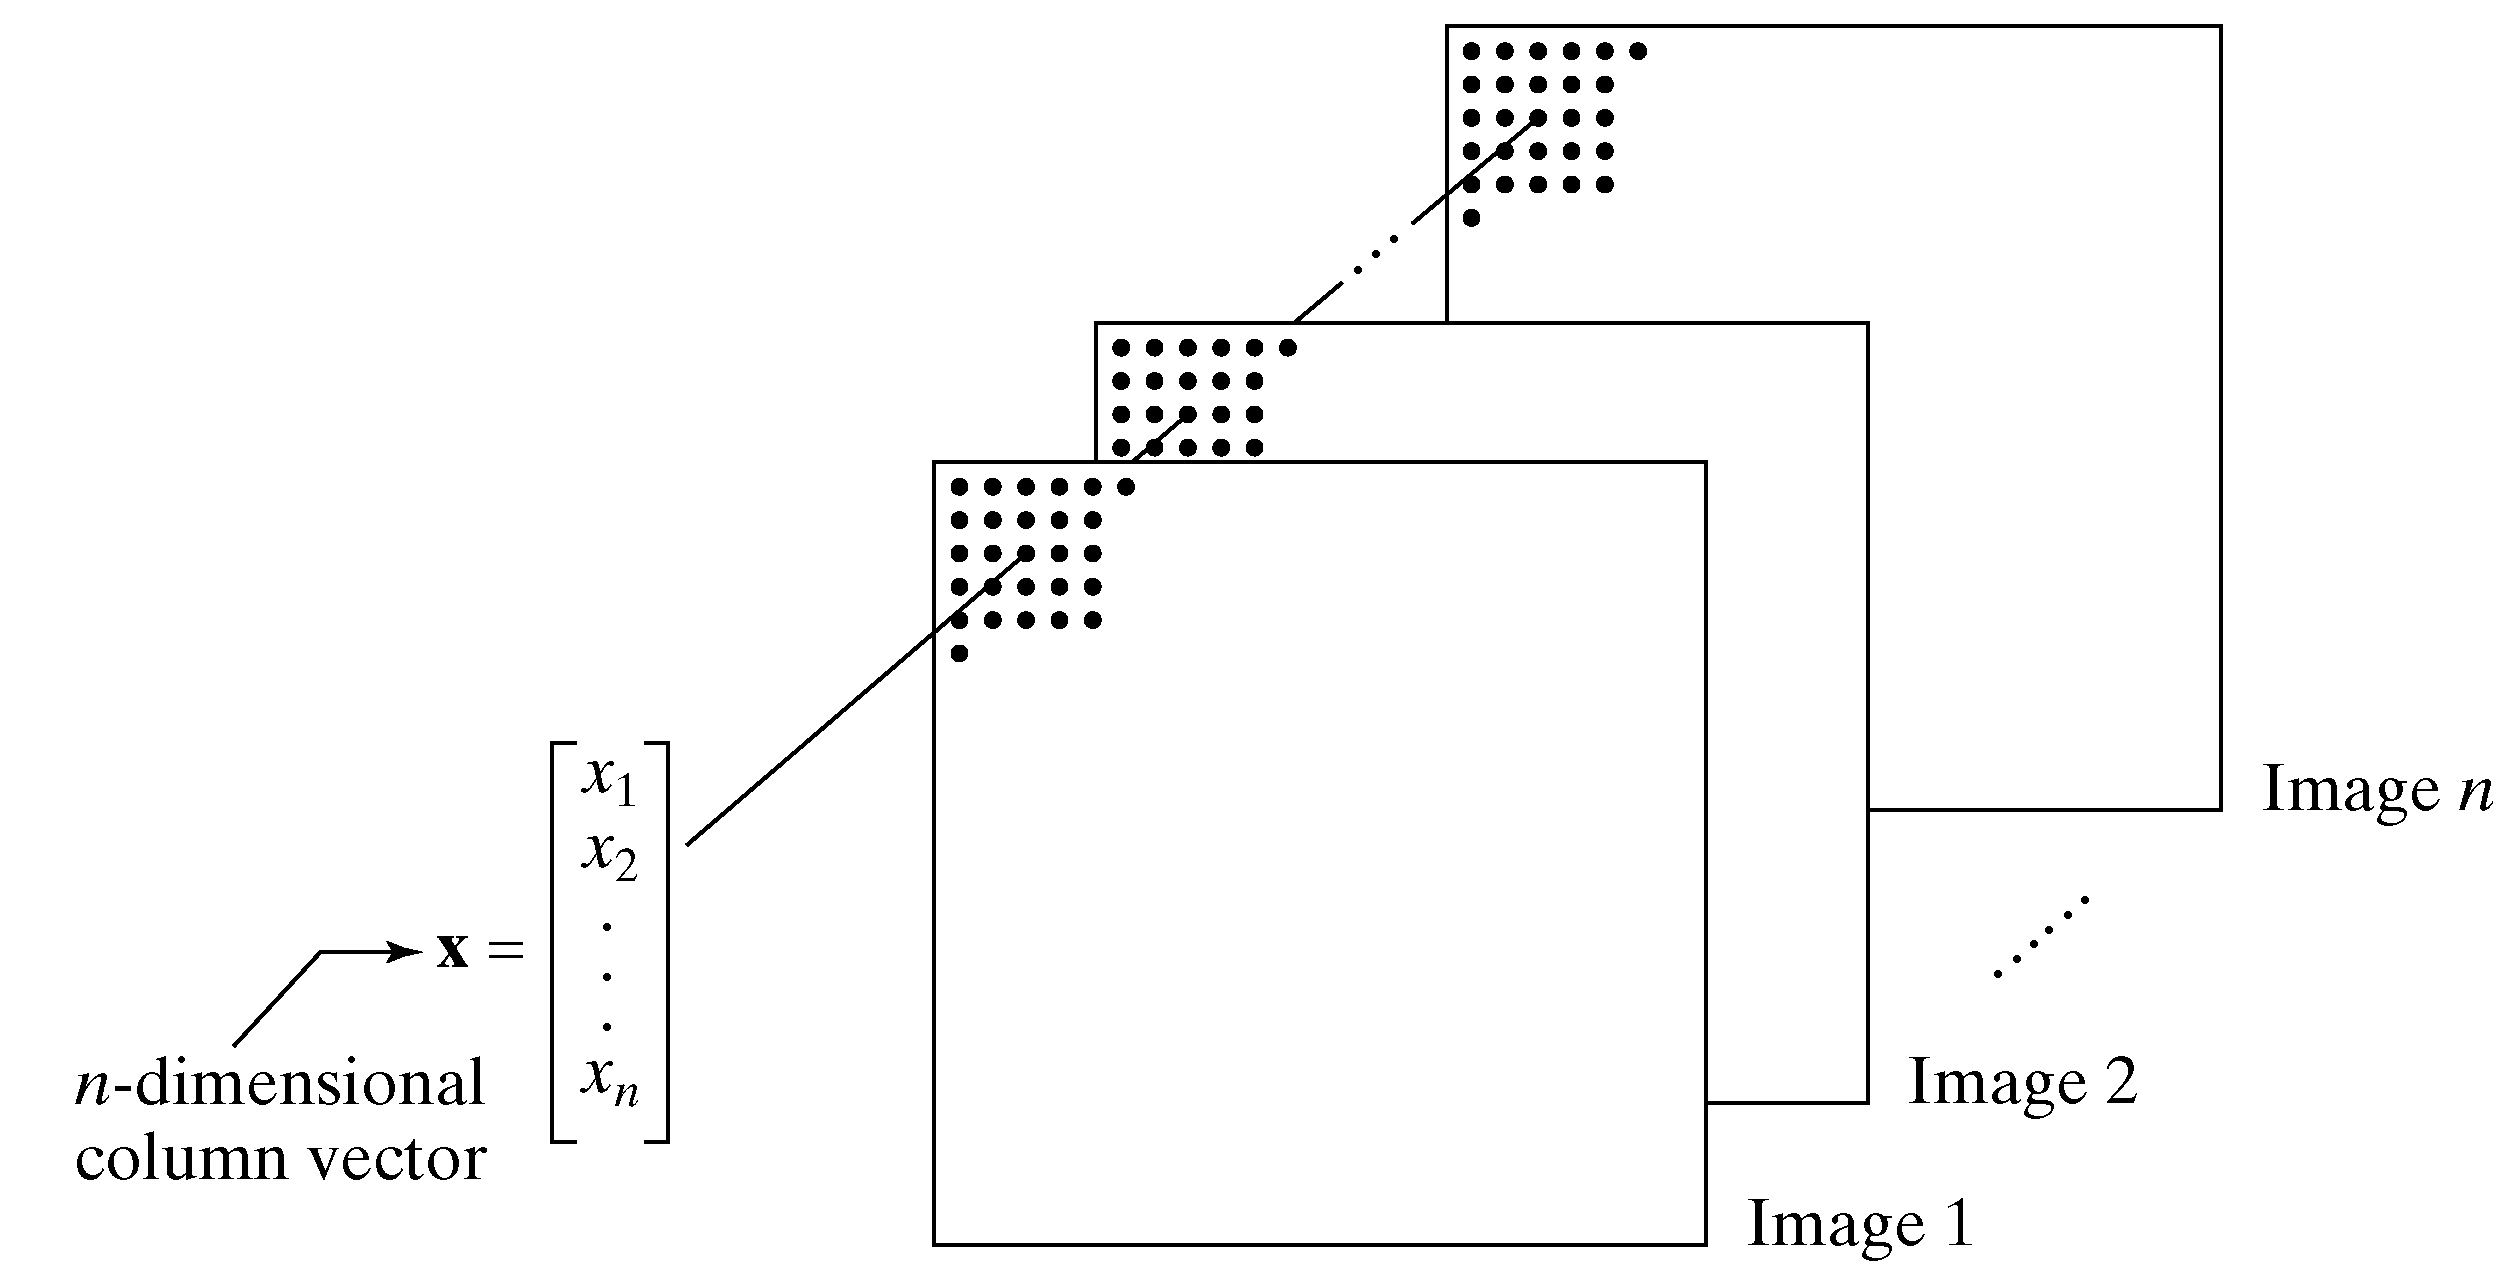 x₁
x₂
.
.
.
xₙ
x =
n-dimensional
column vector
Image n
Image 2
Image 1